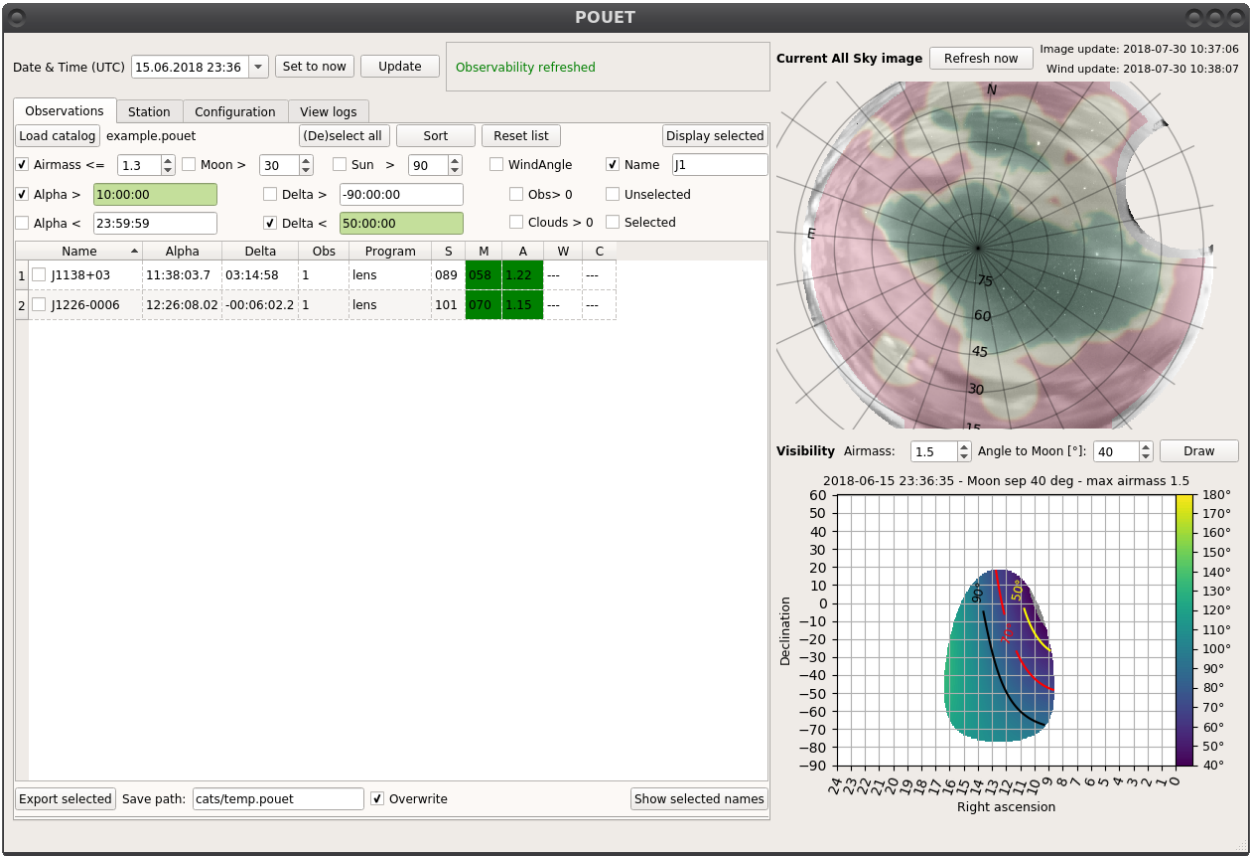 POUET
Date & Time (UTC) 15.06.2018 23:36 Set to now Update Observability refreshed
Current All Sky image Refresh now Image update: 2018-07-30 10:37:06
Wind update: 2018-07-30 10:38:07
Observations Station Configuration View logs
Load catalog example.pouet (De)select all Sort Reset list Display selected
Airmass <= 1.3 Moon > 30 Sun > 90 WindAngle Name J1
Alpha > 10:00:00 Delta > -90:00:00 Obs> 0 Unselected
Alpha < 23:59:59 Delta < 50:00:00 Clouds > 0 Selected
Name Alpha Delta Obs Program S M A W C
1 J1138+03 11:38:03.7 03:14:58 1 lens 089 058 1.22 --- ---
2 J1226-0006 12:26:08.02 -00:06:02.2 1 lens 101 070 1.15 --- ---
Export selected Save path: cats/temp.pouet Overwrite Show selected names
N
E
75
60
45
30
15
Visibility Airmass: 1.5 Angle to Moon [°]: 40 Draw
2018-06-15 23:36:35 - Moon sep 40 deg - max airmass 1.5
Declination
60
50
40
30
20
10
0
−10
−20
−30
−40
−50
−60
−70
−80
−90
90°
50°
24 23 22 21 20 19 18 17 16 15 14 13 12 11 10 9 8 7 6 5 4 3 2 1 0
Right ascension
180°
170°
160°
150°
140°
130°
120°
110°
100°
90°
80°
70°
60°
50°
40°